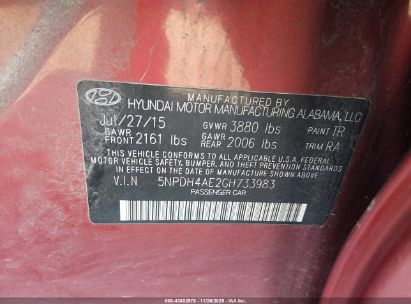 MANUFACTURED BY
HYUNDAI MOTOR MANUFACTURING ALABAMA, LLC
Jul/27/15 GVWR 3880 lbs PAINT TR
GAWR FRONT 2161 lbs GAWR REAR 2006 lbs TRIM RA
THIS VEHICLE CONFORMS TO ALL APPLICABLE U.S. FEDERAL
MOTOR VEHICLE SAFETY, BUMPER, AND THEFT PREVENTION
STANDARDS IN EFFECT ON THE DATE OF MANUFACTURE SHOWN ABOVE.
V.I.N 5NPDH4AE2GH733983
PASSENGER CAR